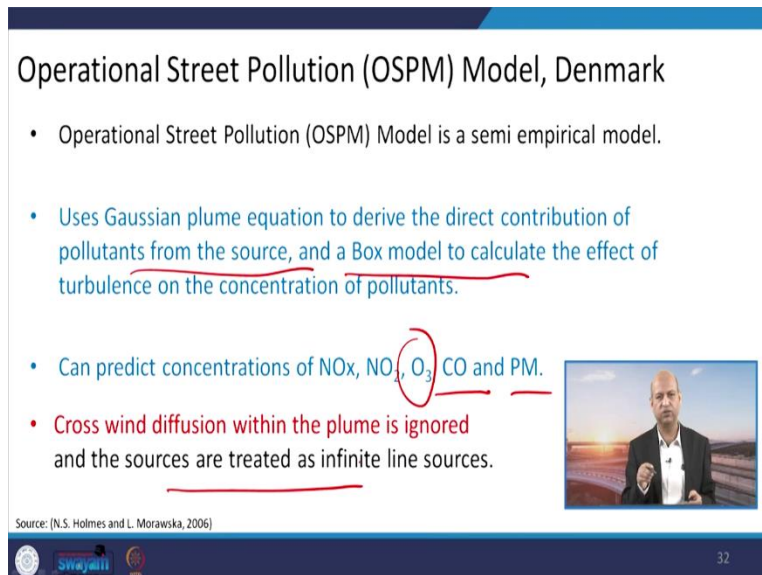 Operational Street Pollution (OSPM) Model, Denmark
• Operational Street Pollution (OSPM) Model is a semi empirical model.
• Uses Gaussian plume equation to derive the direct contribution of
pollutants from the source, and a Box model to calculate the effect of
turbulence on the concentration of pollutants.
• Can predict concentrations of NOx, NO₂, O₃ CO and PM.
• Cross wind diffusion within the plume is ignored
and the sources are treated as infinite line sources.
Source: (N.S. Holmes and L. Morawska, 2006)
swayam
32